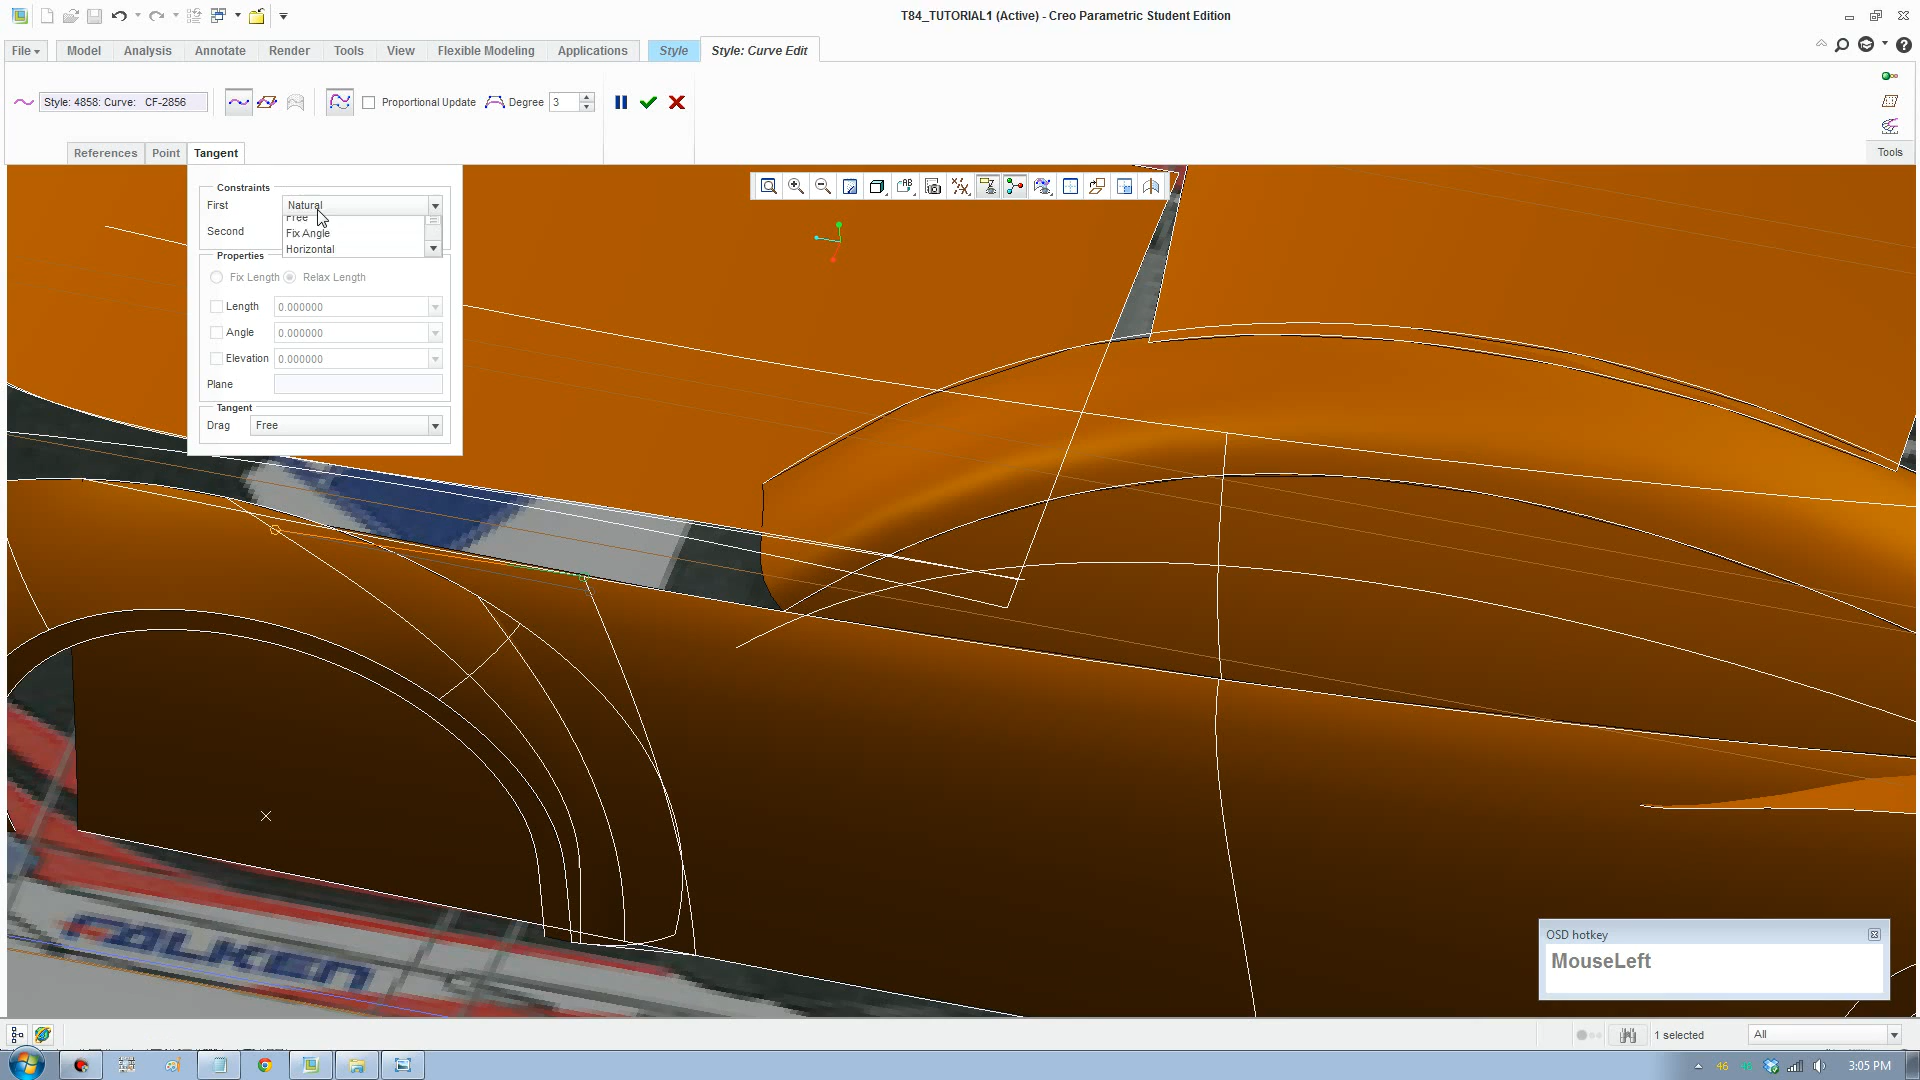 T84_TUTORIAL1 (Active) - Creo Parametric Student Edition
File Model Analysis Annotate Render Tools View Flexible Modeling Applications Style Style: Curve Edit
Style: 4858: Curve: CF-2856 Proportional Update Degree 3
References Point Tangent
Tools
Constraints
First Natural
Free
Second
Fix Angle
Horizontal
Properties
Fix Length Relax Length
Length 0.000000
Angle 0.000000
Elevation 0.000000
Plane
Tangent
Drag Free
FALKEN
OSD hotkey
MouseLeft
1 selected All
46
3:05 PM